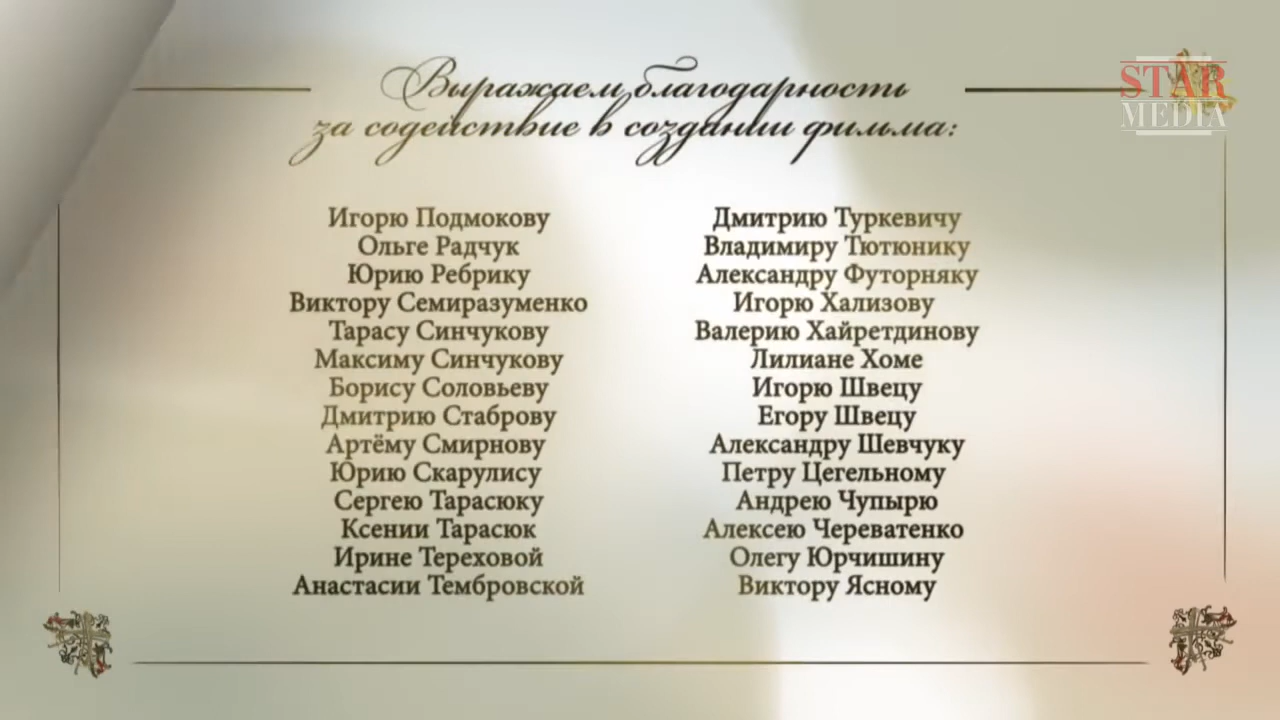 Выражаем благодарность
за содействие в создании фильма:
STAR
MEDIA
Игорю Подмокову
Ольге Радчук
Юрию Ребрику
Виктору Семиразуменко
Тарасу Синчукову
Максиму Синчукову
Борису Соловьеву
Дмитрию Стаброву
Артёму Смирнову
Юрию Скарулису
Сергею Тарасюку
Ксении Тарасюк
Ирине Тереховой
Анастасии Тембровской
Дмитрию Туркевичу
Владимиру Тютюнику
Александру Футорняку
Игорю Хализову
Валерию Хайретдинову
Лилиане Хоме
Игорю Швецу
Егору Швецу
Александру Шевчуку
Петру Цегельному
Андрею Чупырю
Алексею Череватенко
Олегу Юрчишину
Виктору Ясному